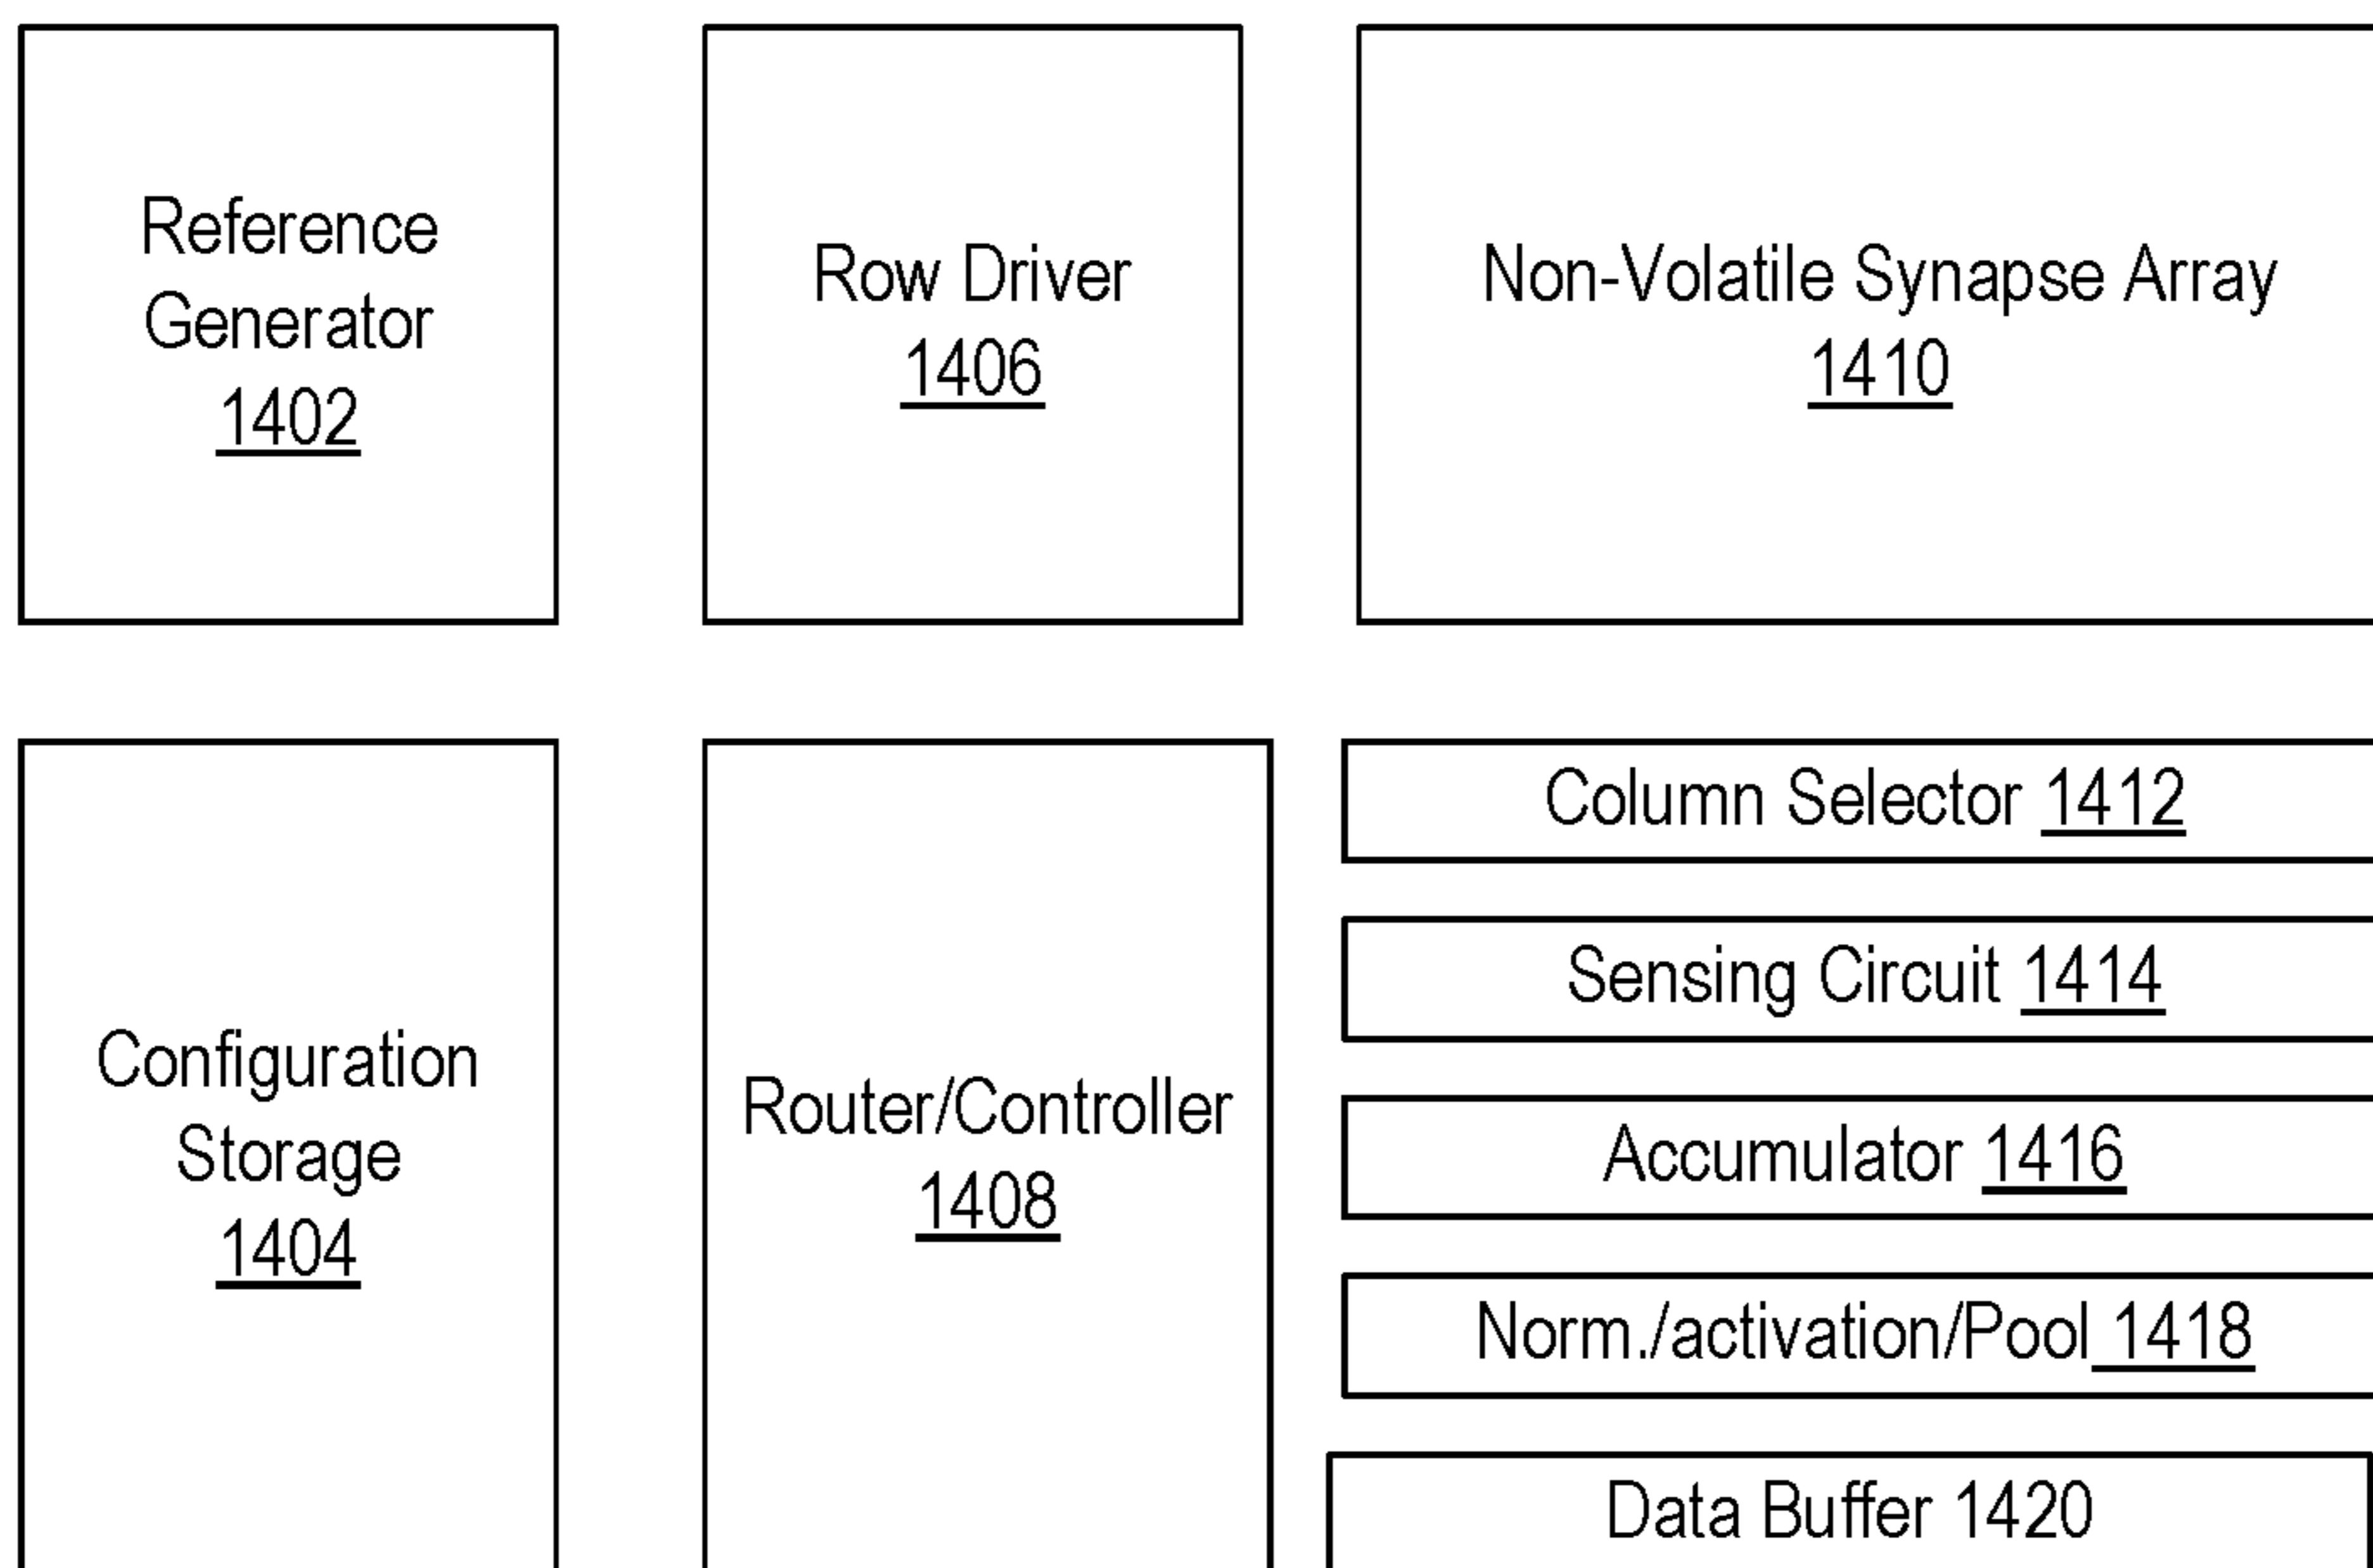 Reference
Generator
1402
Row Driver
1406
Non-Volatile Synapse Array
1410
Configuration
Storage
1404
Router/Controller
1408
Column Selector 1412
Sensing Circuit 1414
Accumulator 1416
Norm./activation/Pool 1418
Data Buffer 1420